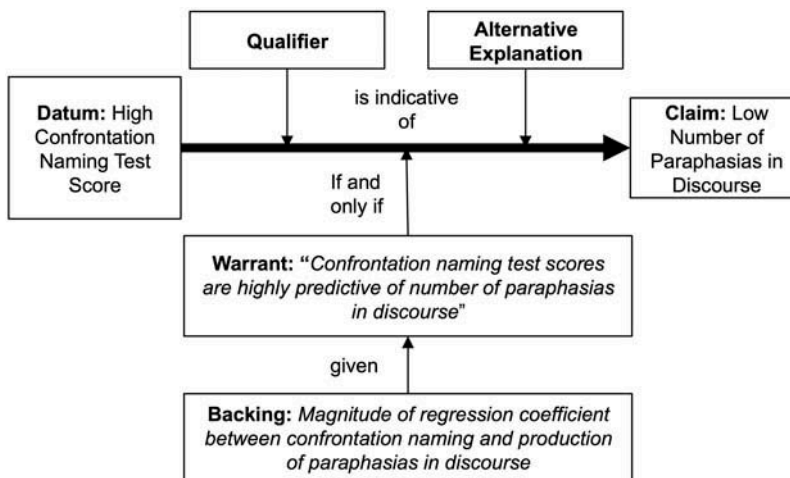 Qualifier
Alternative
Explanation
Datum: High
Confrontation
Naming Test
Score
is indicative
of
Claim: Low
Number of
Paraphasias in
Discourse
If and
only if
Warrant: “Confrontation naming test scores
are highly predictive of number of paraphasias
in discourse”
given
Backing: Magnitude of regression coefficient
between confrontation naming and production
of paraphasias in discourse